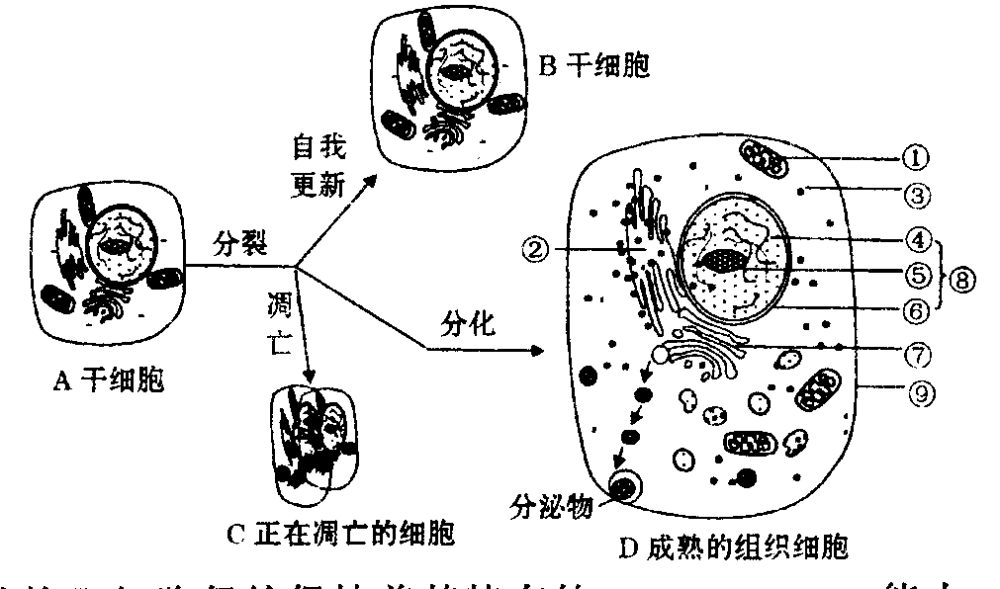 B 干细胞
自我
更新
①
③
④
②
⑤
⑧
⑥
分裂
凋
亡
分化
⑦
A 干细胞
⑨
分泌物
C 正在凋亡的细胞
D 成熟的组织细胞